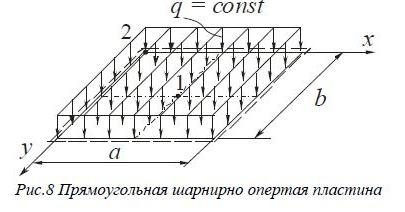 q = const
2
x
1
b
y
a
Рис.8 Прямоугольная шарнирно опертая пластина